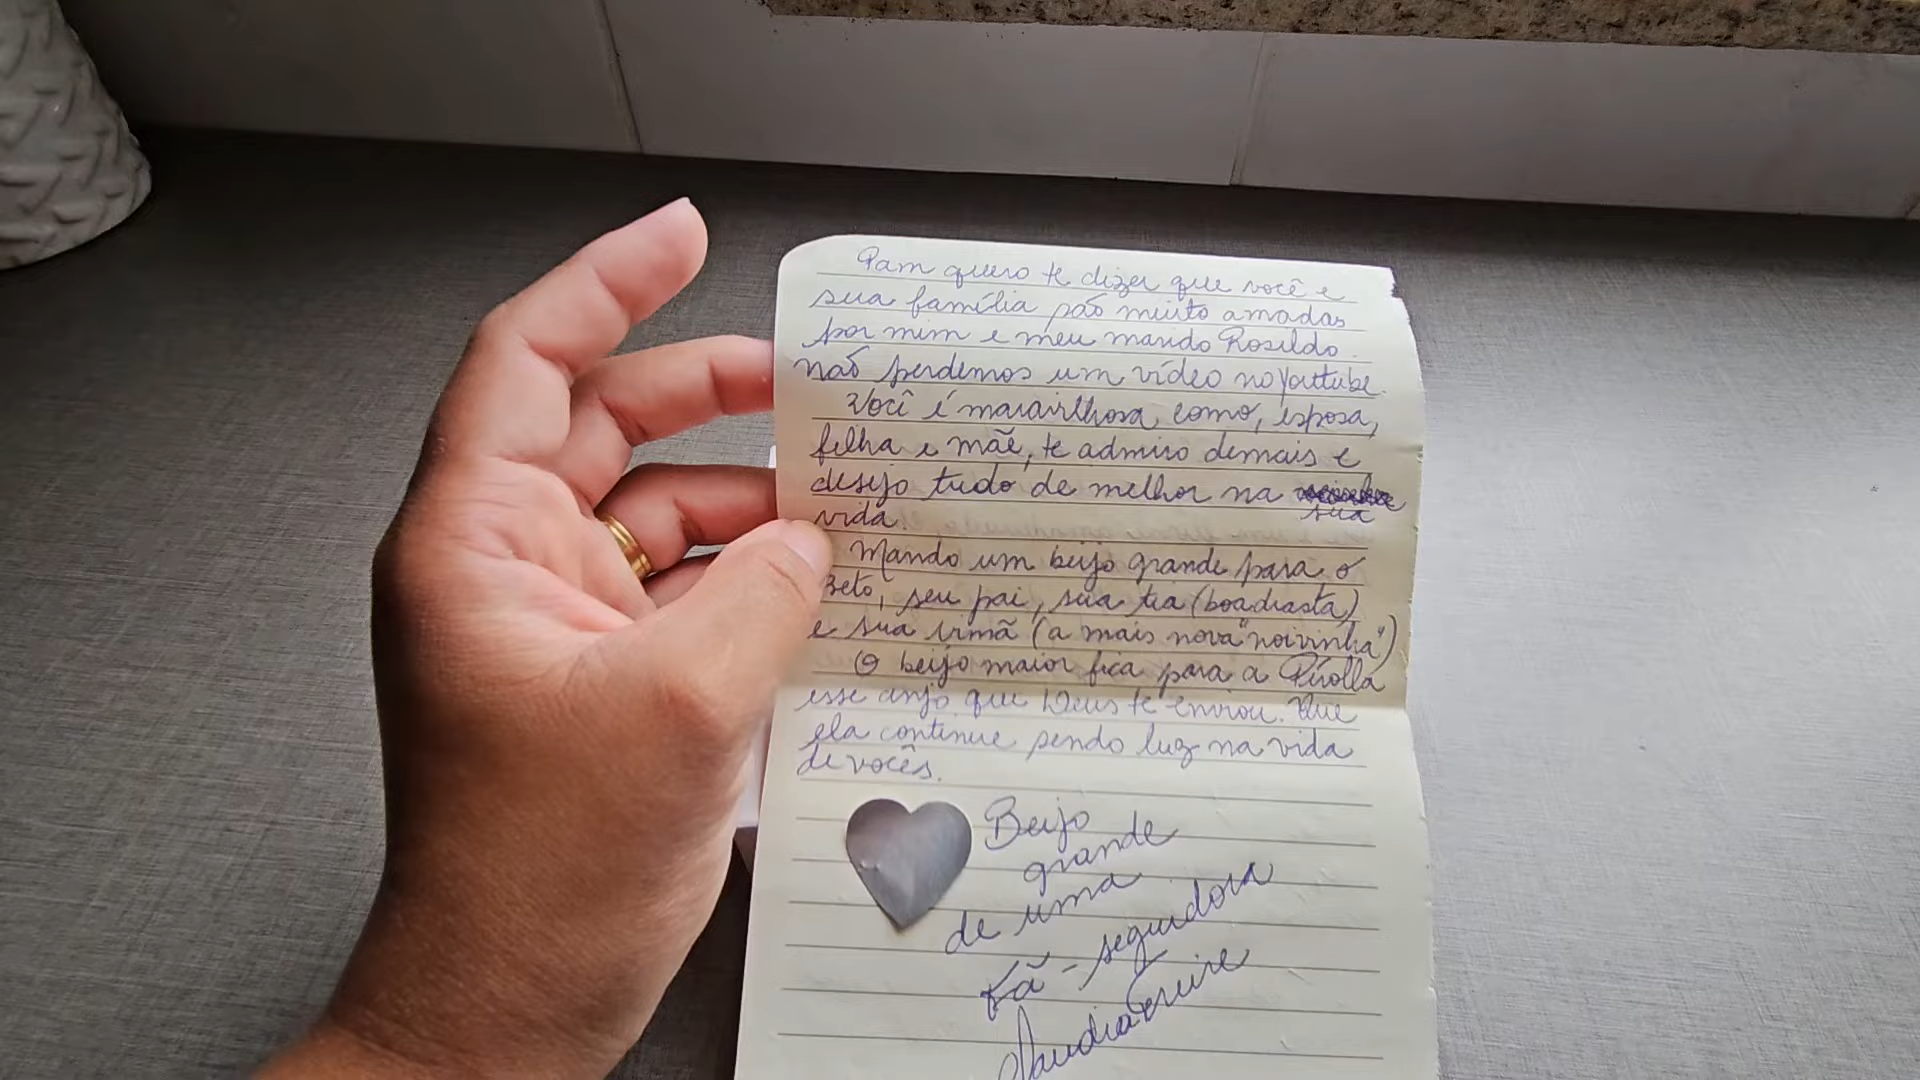 Pam quero te dizer que você e
sua família são muito amadas
por mim e meu marido Rosildo.
não perdemos um vídeo no Youttube.
Você é maravilhosa como, esposa,
filha e mãe, te admiro demais e
desejo tudo de melhor na
sua
vida.
Mando um beijo grande para o
Beto, seu pai, sua tia (boadrasta)
e sua irmã (a mais nova "noivinha")
O beijo maior fica para a Pirolla
esse anjo que Deus te enviou. Que
ela continue sendo luz na vida
de vocês.
Beijo
grande
de uma
fã - seguidora
Claudia Freire